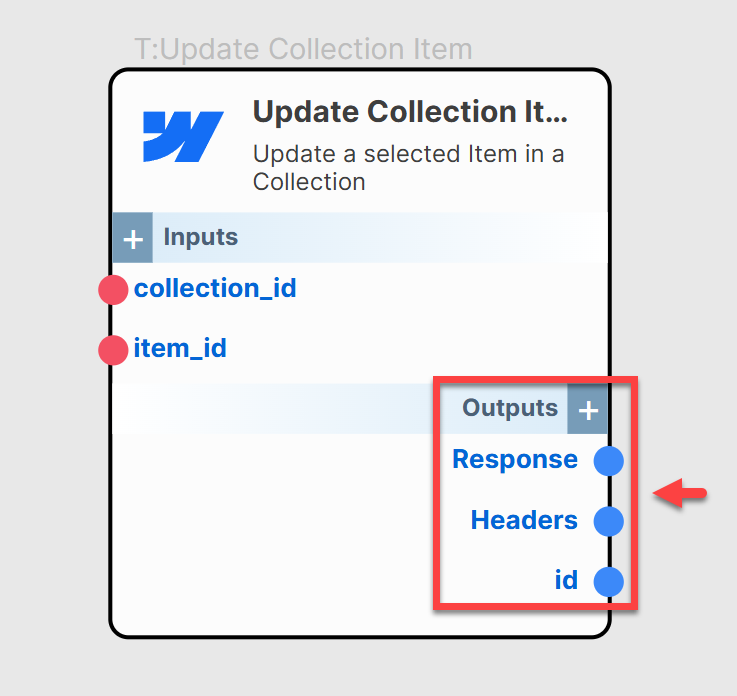 T:Update Collection Item
Update Collection It...
Update a selected Item in a
Collection
+ Inputs
collection_id
item_id
Outputs +
Response
Headers
id